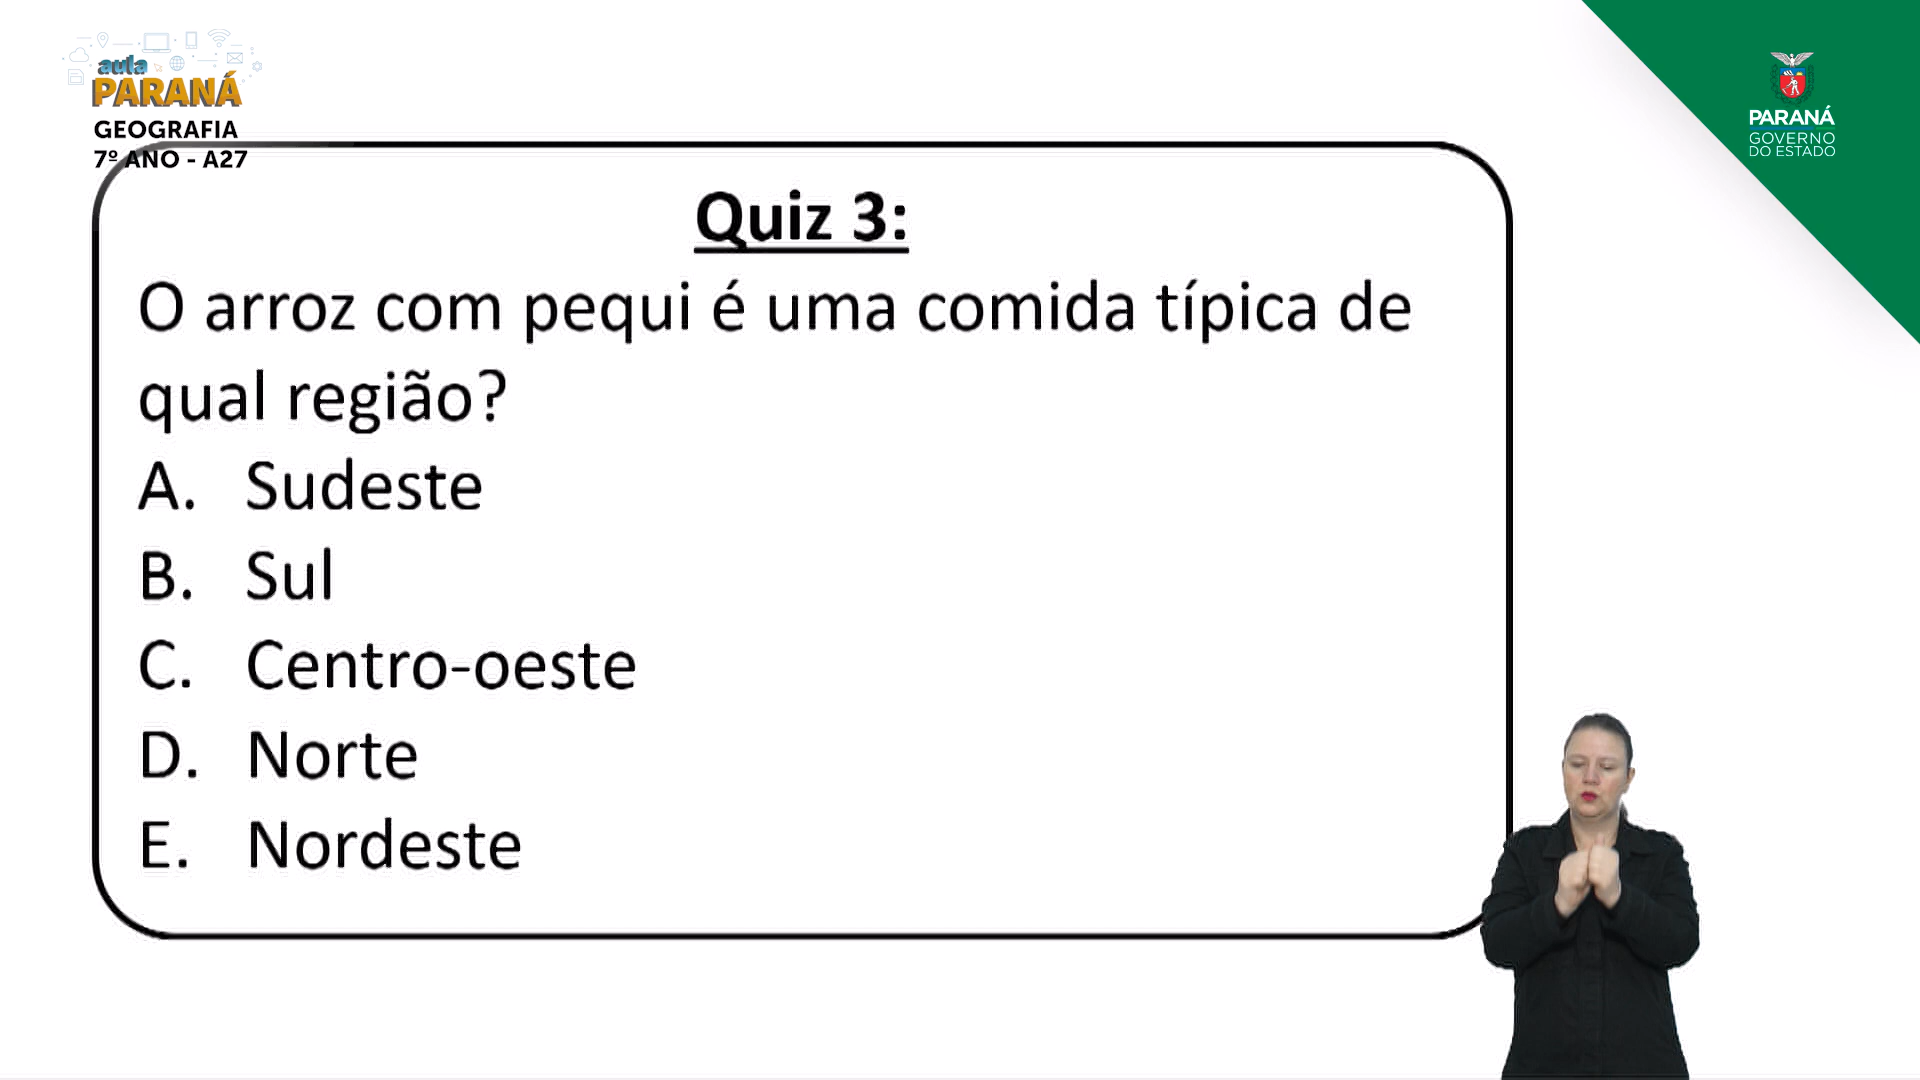 aula
PARANÁ
GEOGRAFIA
7º ANO - A27
PARANÁ
GOVERNO
DO ESTADO
Quiz 3:
O arroz com pequi é uma comida típica de
qual região?
A. Sudeste
B. Sul
C. Centro-oeste
D. Norte
E. Nordeste